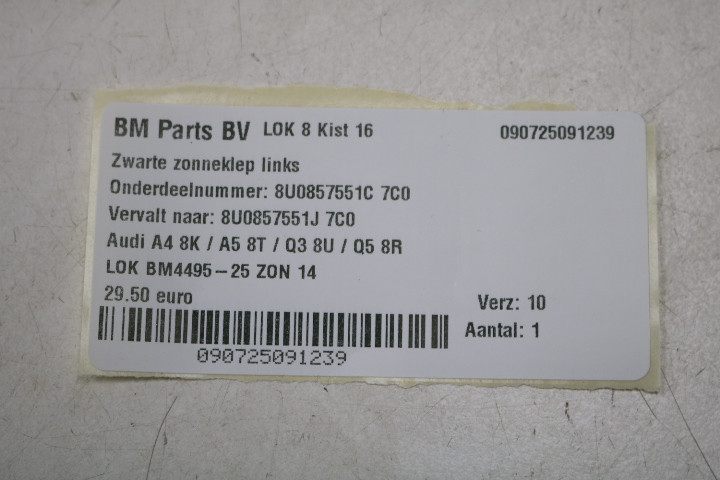 BM Parts BV LOK 8 Kist 16 090725091239
Zwarte zonneklep links
Onderdeelnummer: 8U0857551C 7C0
Vervalt naar: 8U0857551J 7C0
Audi A4 8K / A5 8T / Q3 8U / Q5 8R
LOK BM4495-25 ZON 14
29.50 euro Verz: 10
Aantal: 1
090725091239